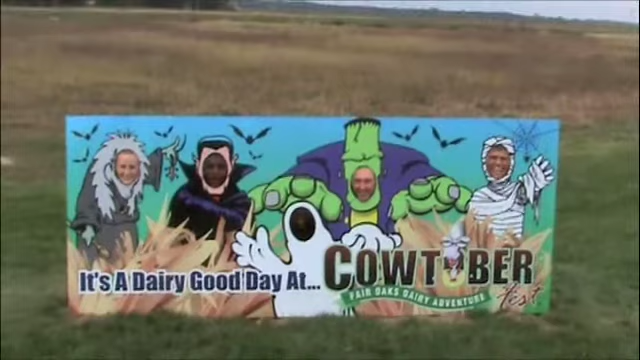 It's A Dairy Good Day At...
COWTOBER
fest
FAIR OAKS DAIRY ADVENTURE